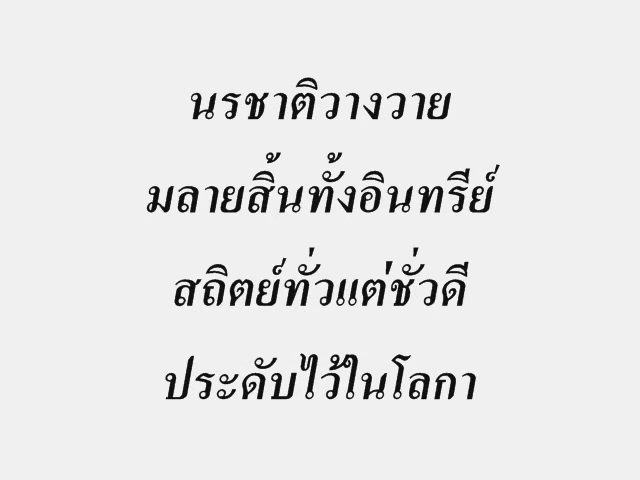 นรชาติวางวาย
มลายสิ้นทั้งอินทรีย์
สถิตย์ทั่วแต่ชั่วดี
ประดับไว้ในโลกา